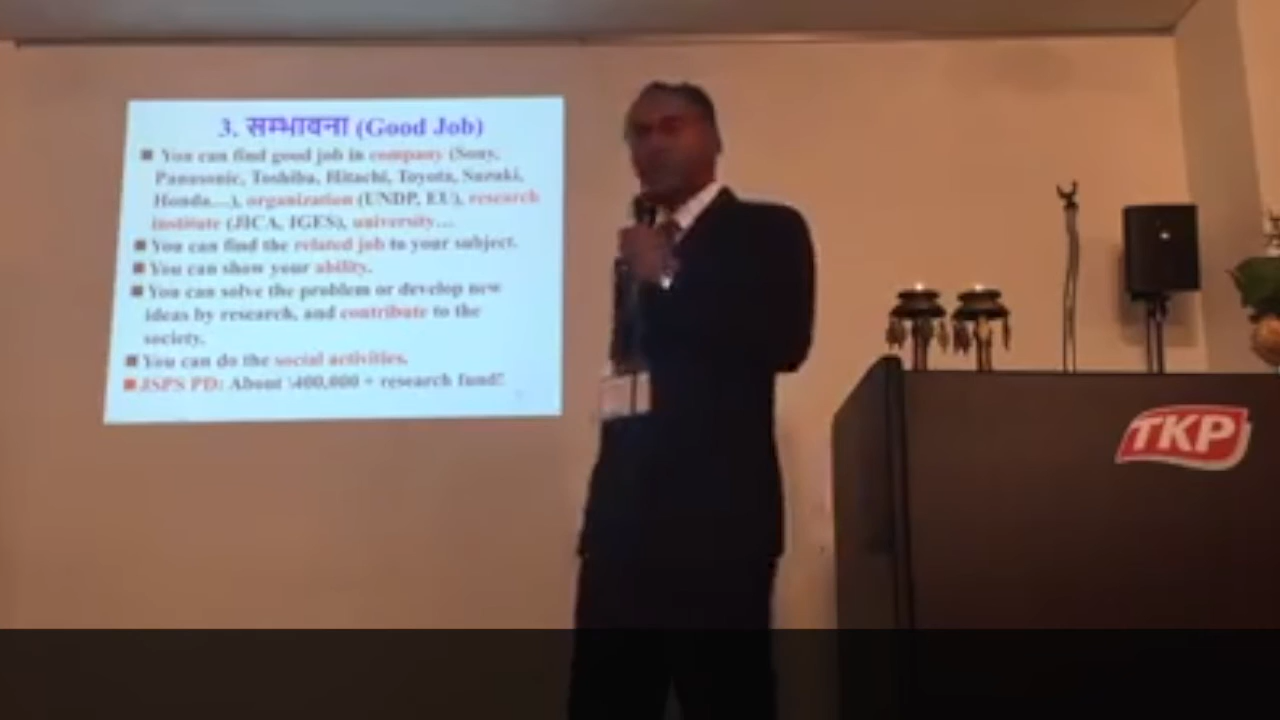 3. सम्भावना (Good Job)
You can find good job in company (Sony,
Panasonic, Toshiba, Hitachi, Toyota, Suzuki,
Honda....), organization (UNDP, EU), research
institute (JICA, IGES), university…
You can find the related job to your subject.
You can show your ability.
You can solve the problem or develop new
ideas by research, and contribute to the
society.
You can do the social activities.
JSPS PD: About \400,000 + research fund!
TKP